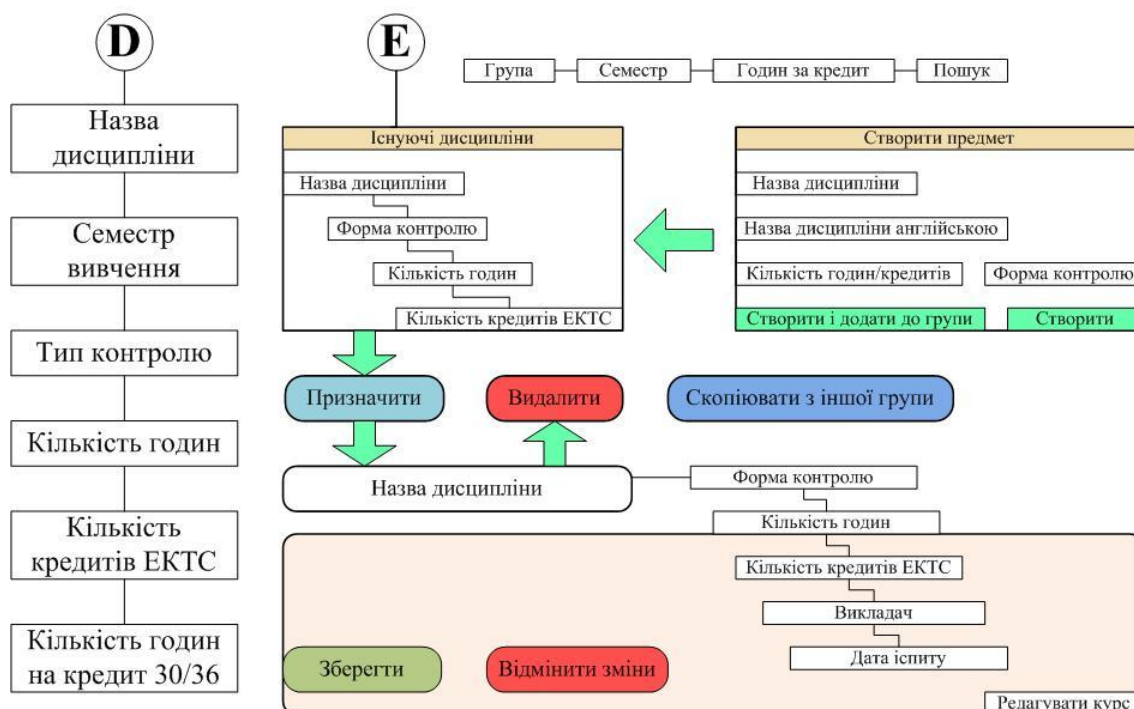 D
Назва
дисципліни
Семестр
вивчення
Тип контролю
Кількість годин
Кількість
кредитів ЕКТС
Кількість годин
на кредит 30/36
E
Група
Семестр
Годин за кредит
Пошук
Існуючі дисципліни
Назва дисципліни
Форма контролю
Кількість годин
Кількість кредитів ЕКТС
Створити предмет
Назва дисципліни
Назва дисципліни англійською
Кількість годин/кредитів
Форма контролю
Створити і додати до групи
Створити
Призначити
Видалити
Скопіювати з іншої групи
Назва дисципліни
Форма контролю
Кількість годин
Кількість кредитів ЕКТС
Викладач
Дата іспиту
Зберегти
Відмінити зміни
Редагувати курс